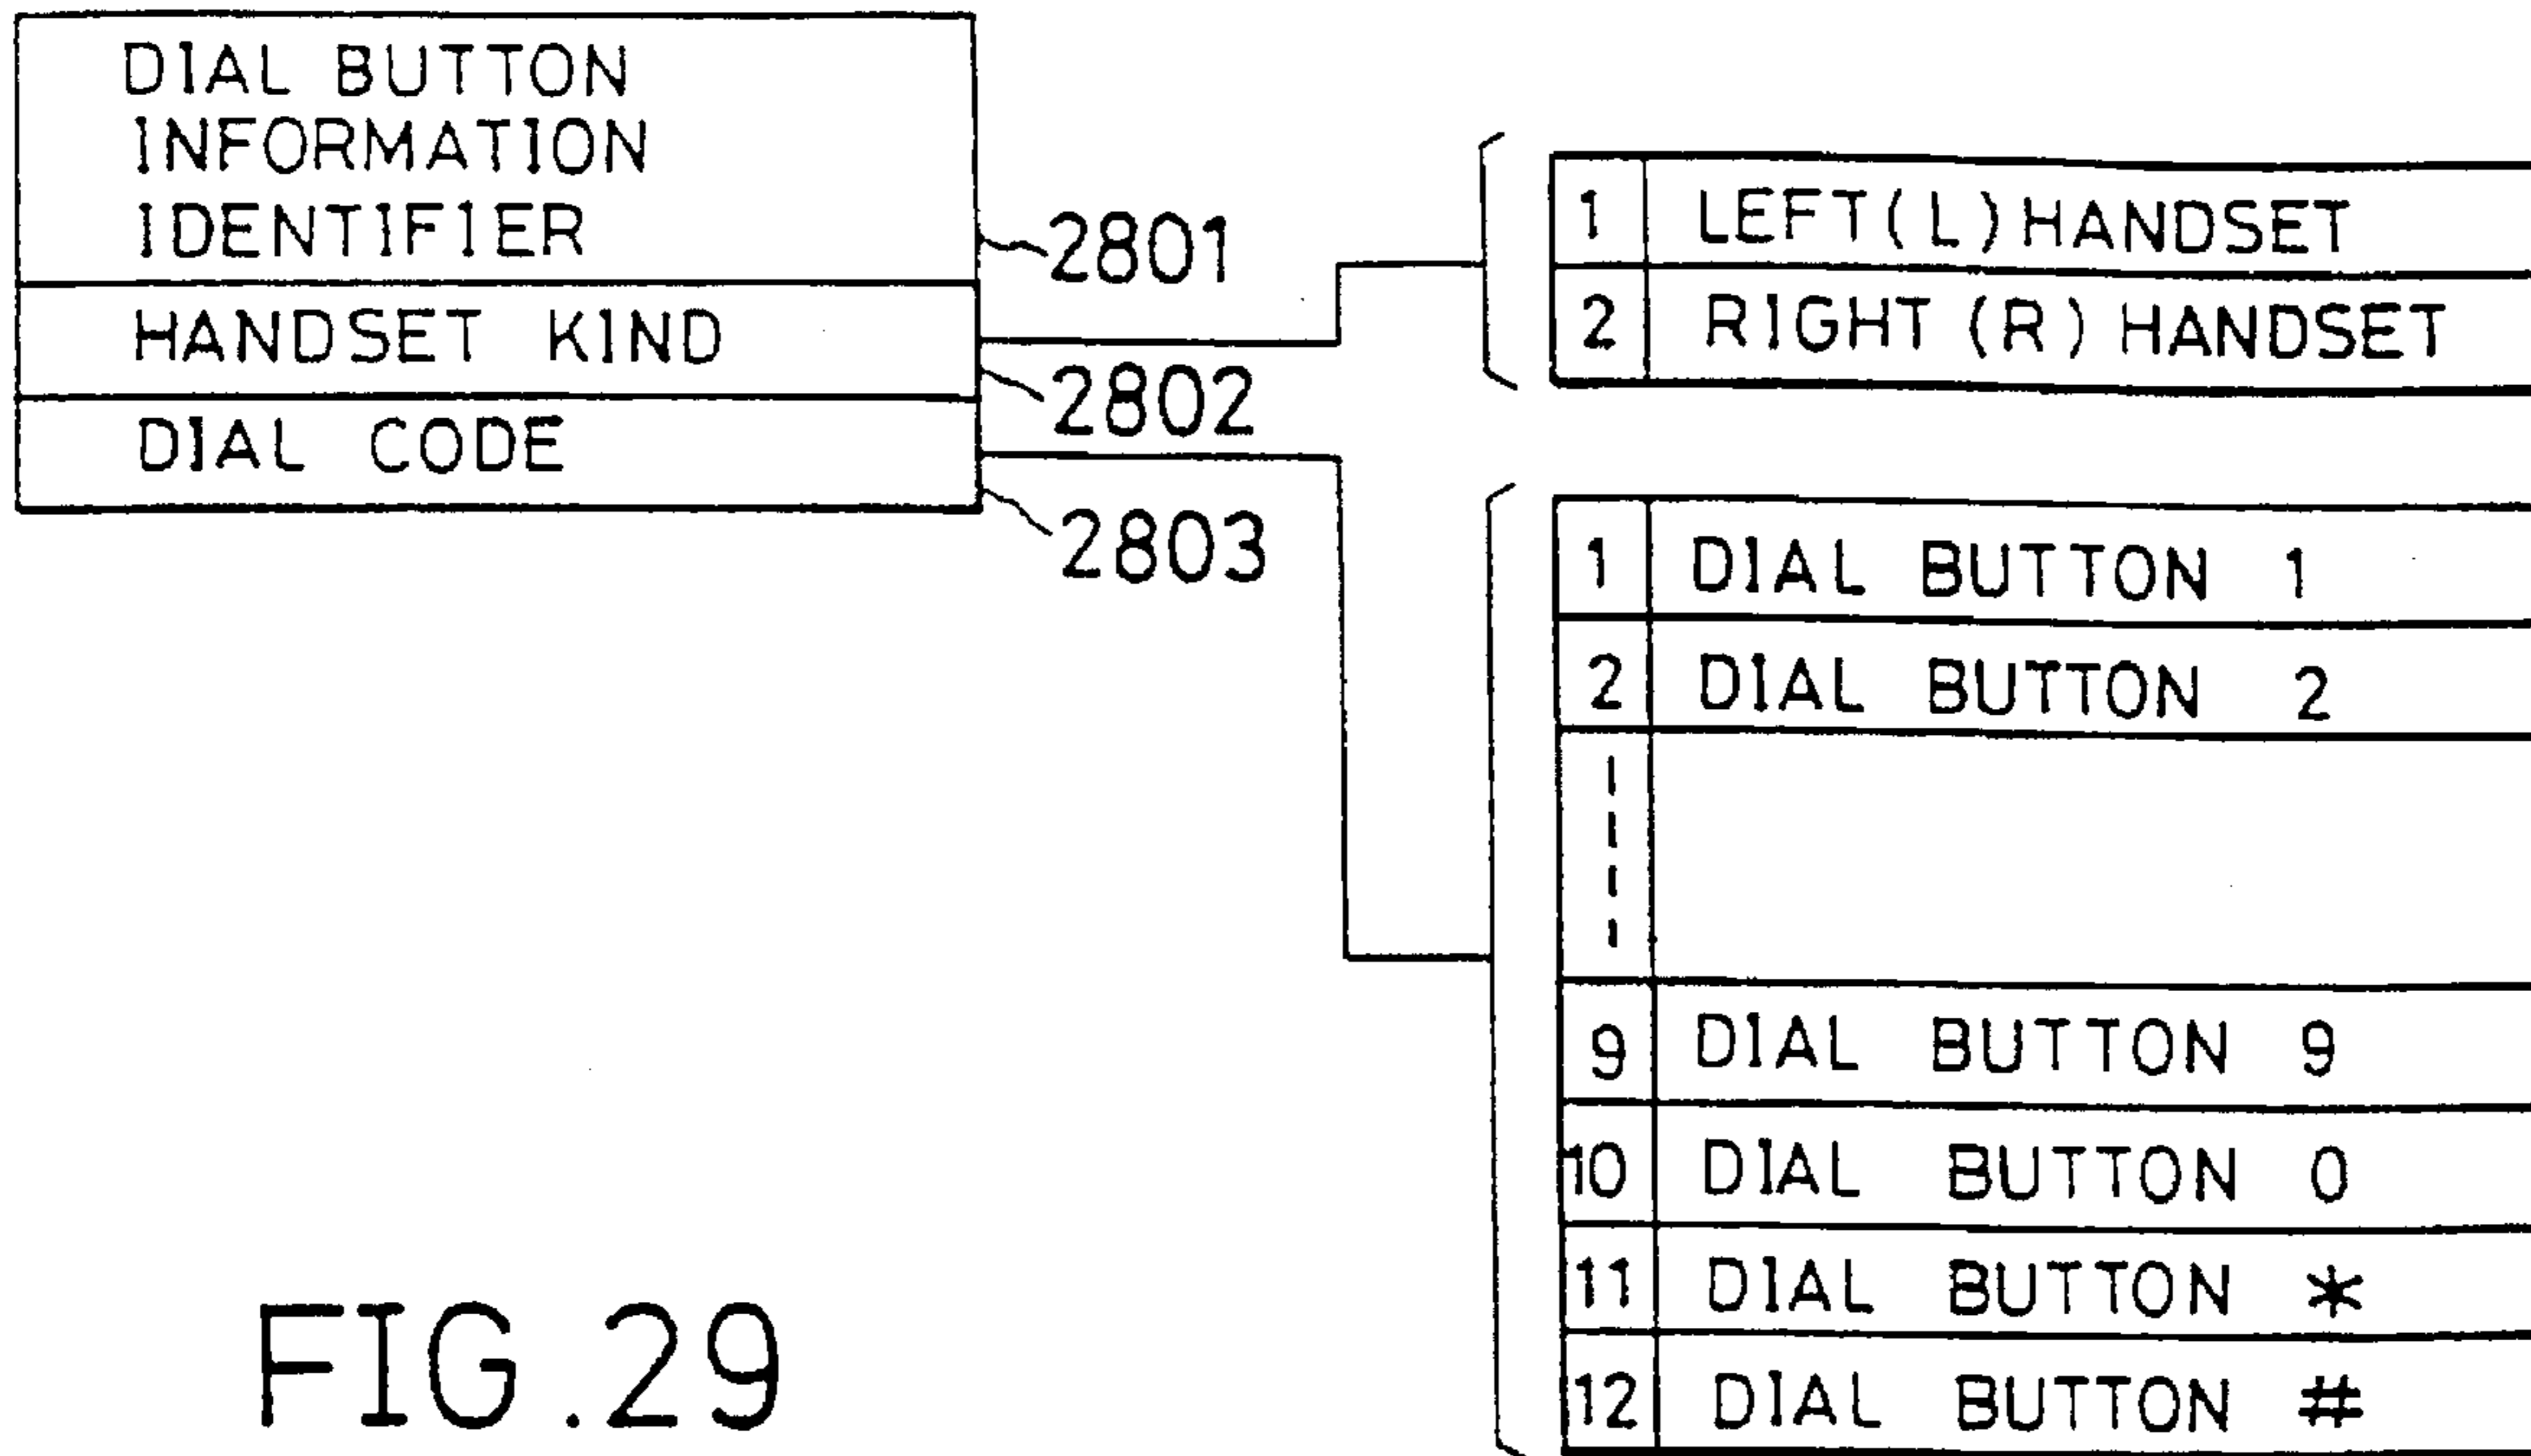 DIAL BUTTON
INFORMATION
IDENTIFIER
2801
HANDSET KIND
2802
DIAL CODE
2803
1 LEFT(L)HANDSET
2 RIGHT (R) HANDSET
1 DIAL BUTTON 1
2 DIAL BUTTON 2
9 DIAL BUTTON 9
10 DIAL BUTTON 0
11 DIAL BUTTON *
12 DIAL BUTTON #
FIG.29